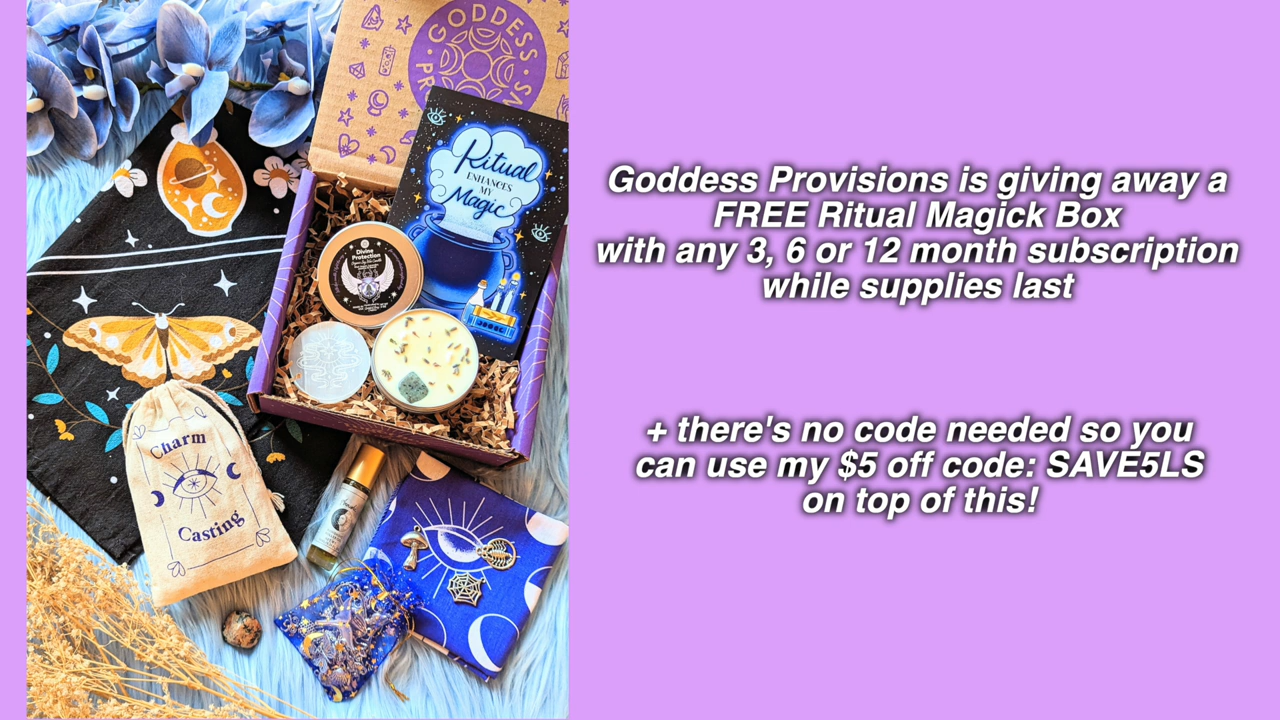 GODDESS
PR
Ritual
ENHANCES
MY
Magic
Divine
Protection
Charm
Casting
Goddess Provisions is giving away a
FREE Ritual Magick Box
with any 3, 6 or 12 month subscription
while supplies last
+ there's no code needed so you
can use my $5 off code: SAVE5LS
on top of this!